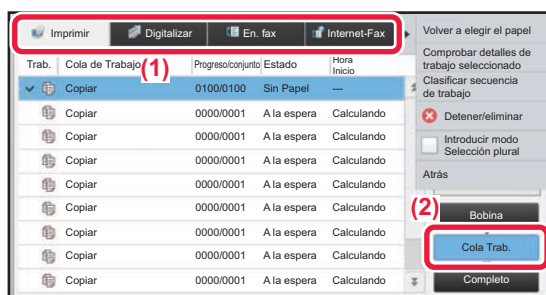 Imprimir Digitalizar En. fax Internet-Fax
Trab. Cola de Trabajo Progreso/conjunto Estado Hora Inicio
(1)
Copiar 0100/0100 Sin Papel ---
Copiar 0000/0001 A la espera Calculando
Copiar 0000/0001 A la espera Calculando
Copiar 0000/0001 A la espera Calculando
Copiar 0000/0001 A la espera Calculando
Copiar 0000/0001 A la espera Calculando
Copiar 0000/0001 A la espera Calculando
Copiar 0000/0001 A la espera Calculando
Copiar 0000/0001 A la espera Calculando
Volver a elegir el papel
Comprobar detalles de
trabajo seleccionado
Clasificar secuencia
de trabajo
Detener/eliminar
Introducir modo
Selección plural
Atrás
(2)
Bobina
Cola Trab.
Completo